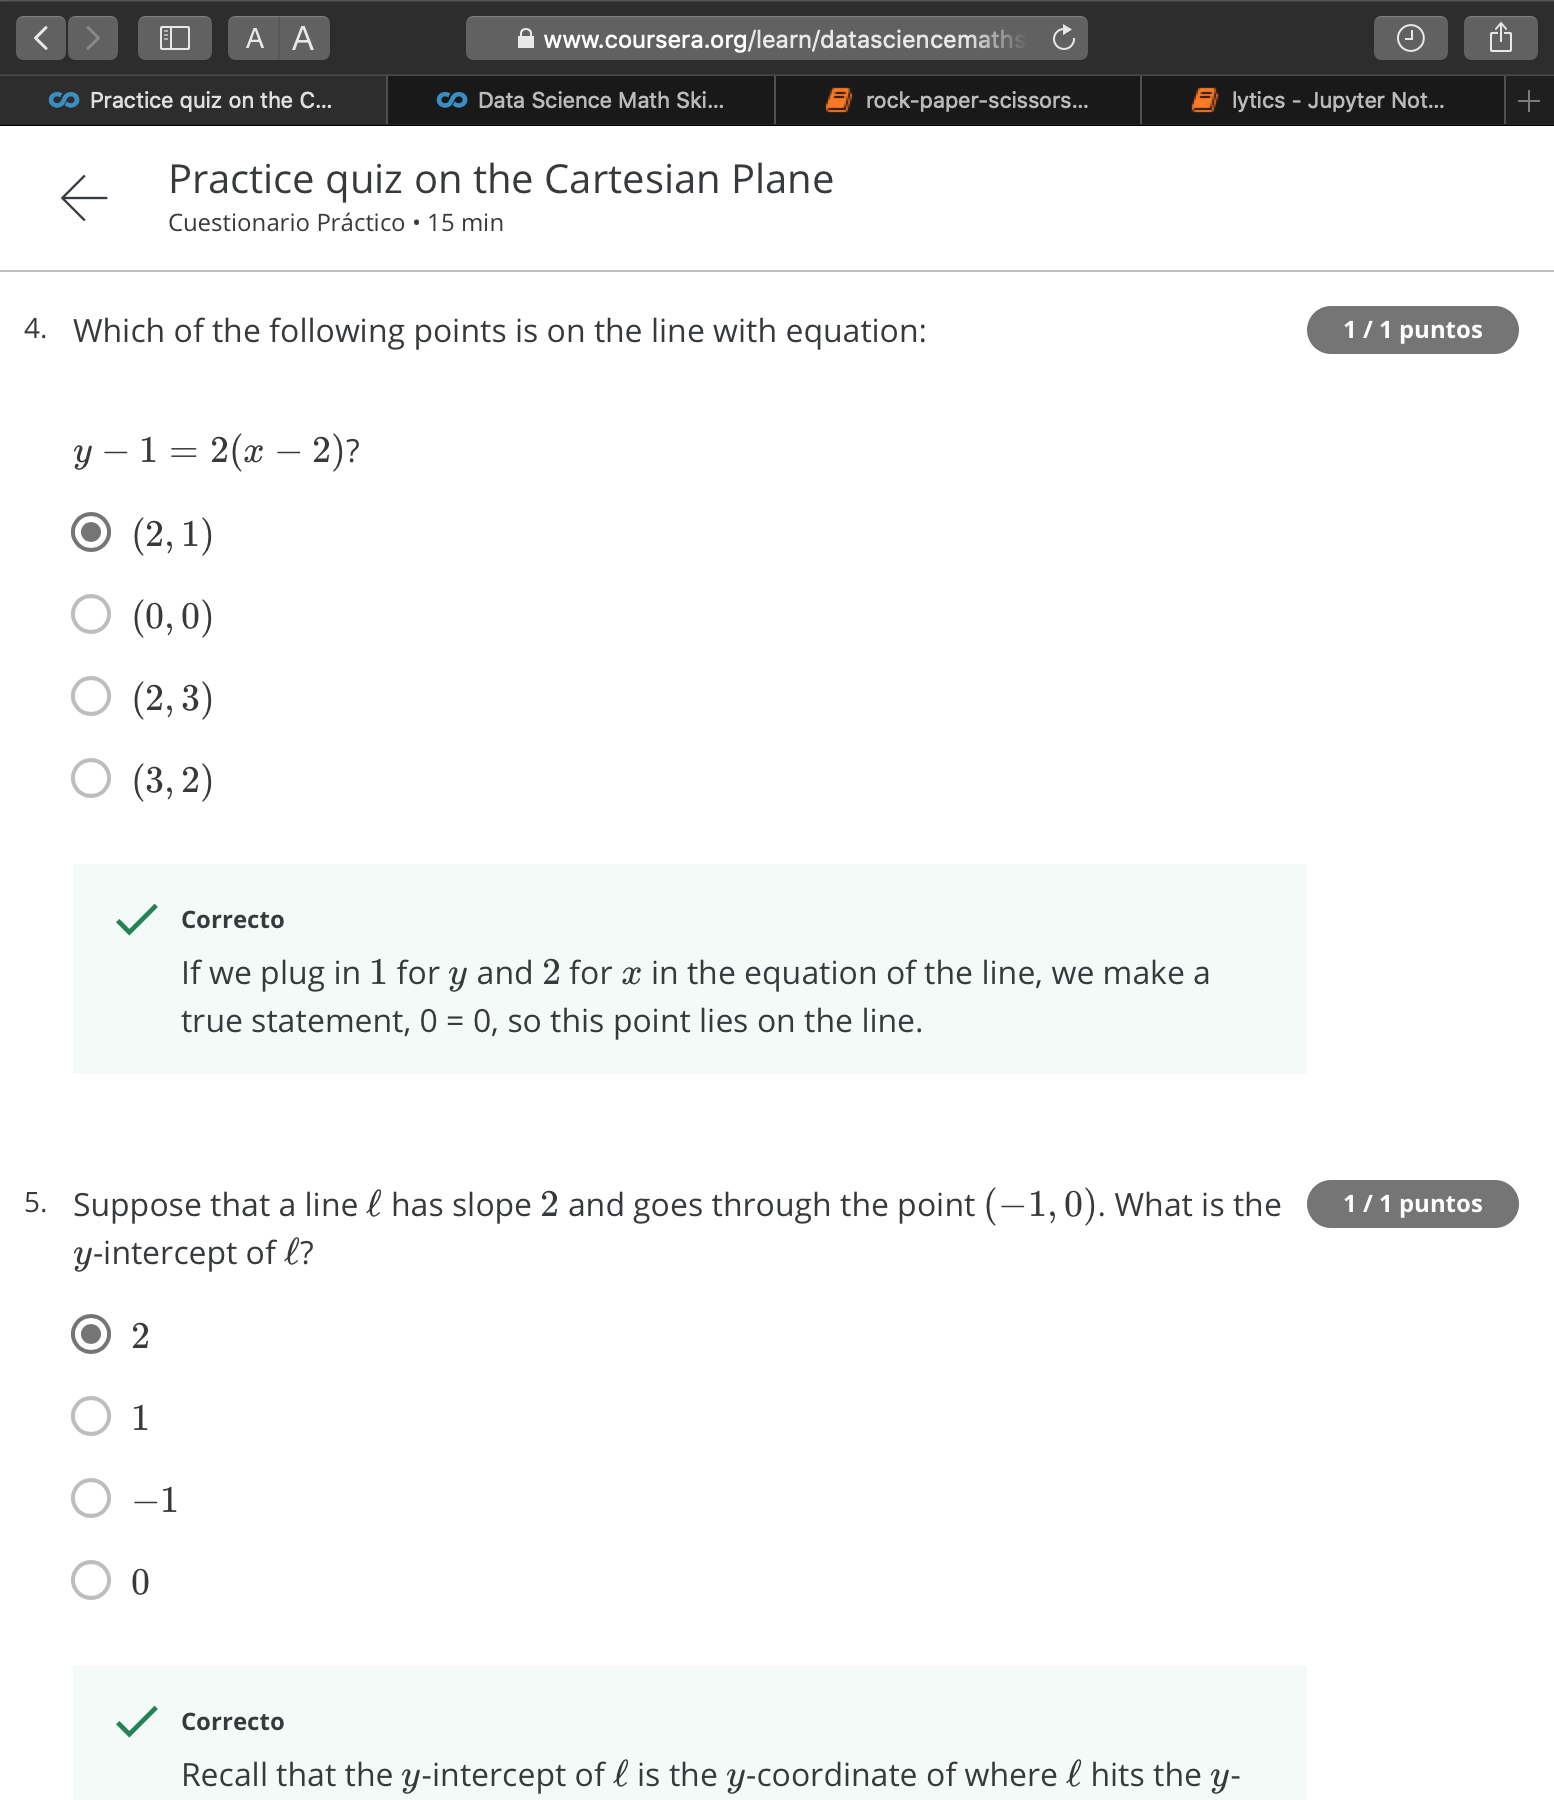 A A
www.coursera.org/learn/datasciencemaths
Practice quiz on the C...
Data Science Math Ski...
rock-paper-scissors...
lytics - Jupyter Not...
Practice quiz on the Cartesian Plane
Cuestionario Práctico • 15 min
4. Which of the following points is on the line with equation:
1 / 1 puntos
y − 1 = 2(x − 2)?
(2, 1)
(0, 0)
(2, 3)
(3, 2)
Correcto
If we plug in 1 for y and 2 for x in the equation of the line, we make a
true statement, 0 = 0, so this point lies on the line.
5. Suppose that a line ℓ has slope 2 and goes through the point (−1, 0). What is the
1 / 1 puntos
y-intercept of ℓ?
2
1
−1
0
Correcto
Recall that the y-intercept of ℓ is the y-coordinate of where ℓ hits the y-